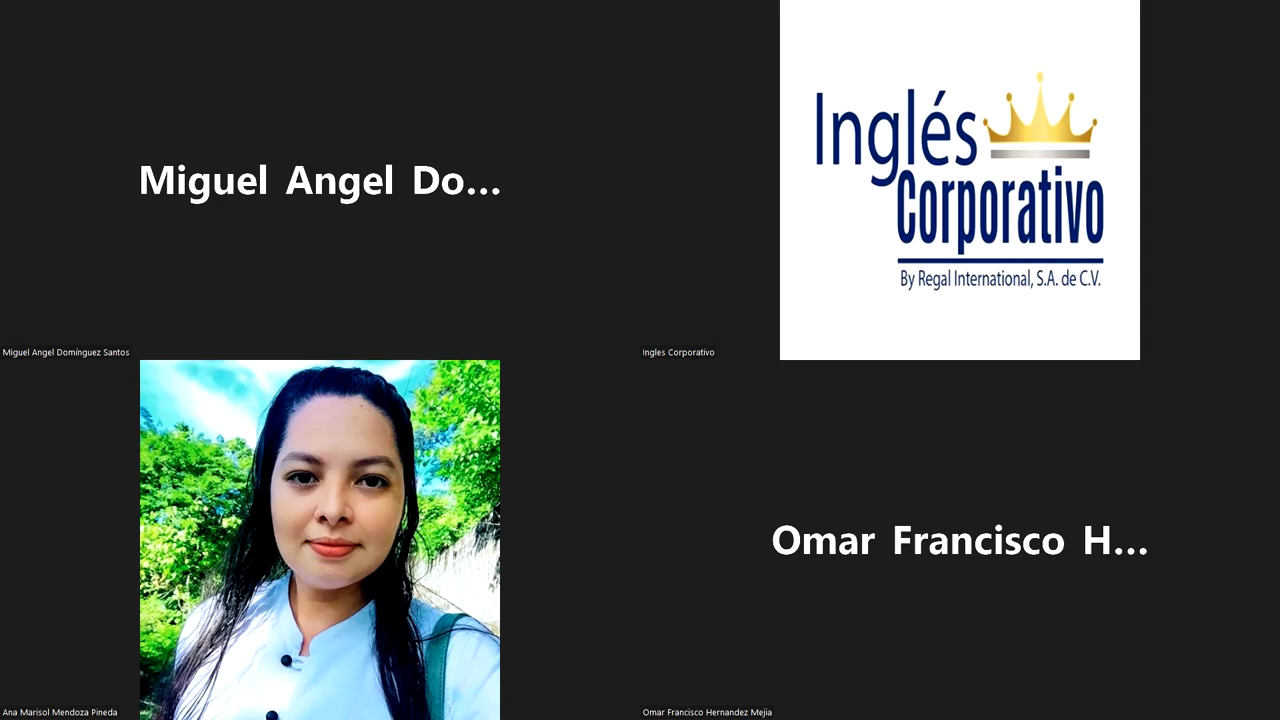 Miguel Angel Do...
Inglés
Corporativo
By Regal International, S.A. de C.V.
Miguel Angel Domínguez Santos
Ingles Corporativo
Omar Francisco H...
Ana Marisol Mendoza Pineda
Omar Francisco Hernandez Mejia